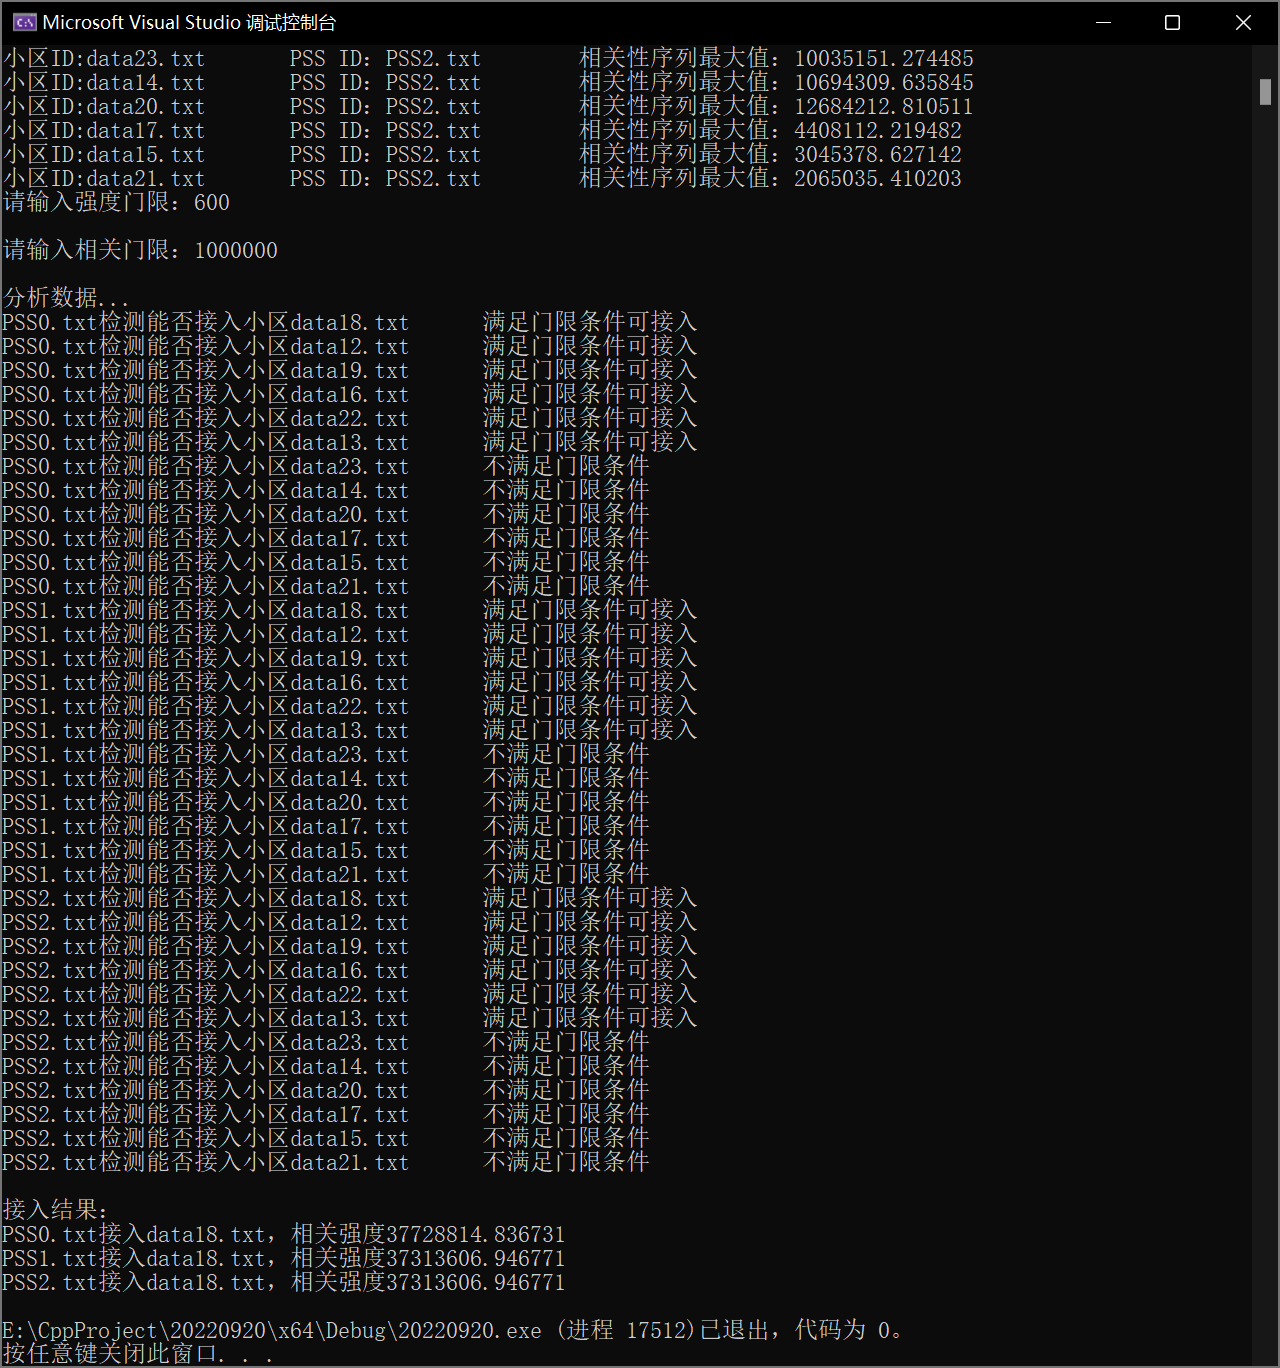 Microsoft Visual Studio 调试控制台
小区ID:data23.txt PSS ID：PSS2.txt 相关性序列最大值：10035151.274485
小区ID:data14.txt PSS ID：PSS2.txt 相关性序列最大值：10694309.635845
小区ID:data20.txt PSS ID：PSS2.txt 相关性序列最大值：12684212.810511
小区ID:data17.txt PSS ID：PSS2.txt 相关性序列最大值：4408112.219482
小区ID:data15.txt PSS ID：PSS2.txt 相关性序列最大值：3045378.627142
小区ID:data21.txt PSS ID：PSS2.txt 相关性序列最大值：2065035.410203
请输入强度门限：600
请输入相关门限：1000000
分析数据...
PSS0.txt检测能否接入小区data18.txt 满足门限条件可接入
PSS0.txt检测能否接入小区data12.txt 满足门限条件可接入
PSS0.txt检测能否接入小区data19.txt 满足门限条件可接入
PSS0.txt检测能否接入小区data16.txt 满足门限条件可接入
PSS0.txt检测能否接入小区data22.txt 满足门限条件可接入
PSS0.txt检测能否接入小区data13.txt 满足门限条件可接入
PSS0.txt检测能否接入小区data23.txt 不满足门限条件
PSS0.txt检测能否接入小区data14.txt 不满足门限条件
PSS0.txt检测能否接入小区data20.txt 不满足门限条件
PSS0.txt检测能否接入小区data17.txt 不满足门限条件
PSS0.txt检测能否接入小区data15.txt 不满足门限条件
PSS0.txt检测能否接入小区data21.txt 不满足门限条件
PSS1.txt检测能否接入小区data18.txt 满足门限条件可接入
PSS1.txt检测能否接入小区data12.txt 满足门限条件可接入
PSS1.txt检测能否接入小区data19.txt 满足门限条件可接入
PSS1.txt检测能否接入小区data16.txt 满足门限条件可接入
PSS1.txt检测能否接入小区data22.txt 满足门限条件可接入
PSS1.txt检测能否接入小区data13.txt 满足门限条件可接入
PSS1.txt检测能否接入小区data23.txt 不满足门限条件
PSS1.txt检测能否接入小区data14.txt 不满足门限条件
PSS1.txt检测能否接入小区data20.txt 不满足门限条件
PSS1.txt检测能否接入小区data17.txt 不满足门限条件
PSS1.txt检测能否接入小区data15.txt 不满足门限条件
PSS1.txt检测能否接入小区data21.txt 不满足门限条件
PSS2.txt检测能否接入小区data18.txt 满足门限条件可接入
PSS2.txt检测能否接入小区data12.txt 满足门限条件可接入
PSS2.txt检测能否接入小区data19.txt 满足门限条件可接入
PSS2.txt检测能否接入小区data16.txt 满足门限条件可接入
PSS2.txt检测能否接入小区data22.txt 满足门限条件可接入
PSS2.txt检测能否接入小区data13.txt 满足门限条件可接入
PSS2.txt检测能否接入小区data23.txt 不满足门限条件
PSS2.txt检测能否接入小区data14.txt 不满足门限条件
PSS2.txt检测能否接入小区data20.txt 不满足门限条件
PSS2.txt检测能否接入小区data17.txt 不满足门限条件
PSS2.txt检测能否接入小区data15.txt 不满足门限条件
PSS2.txt检测能否接入小区data21.txt 不满足门限条件
接入结果：
PSS0.txt接入data18.txt，相关强度37728814.836731
PSS1.txt接入data18.txt，相关强度37313606.946771
PSS2.txt接入data18.txt，相关强度37313606.946771
E:\CppProject\20220920\x64\Debug\20220920.exe (进程 17512)已退出，代码为 0。
按任意键关闭此窗口. . .